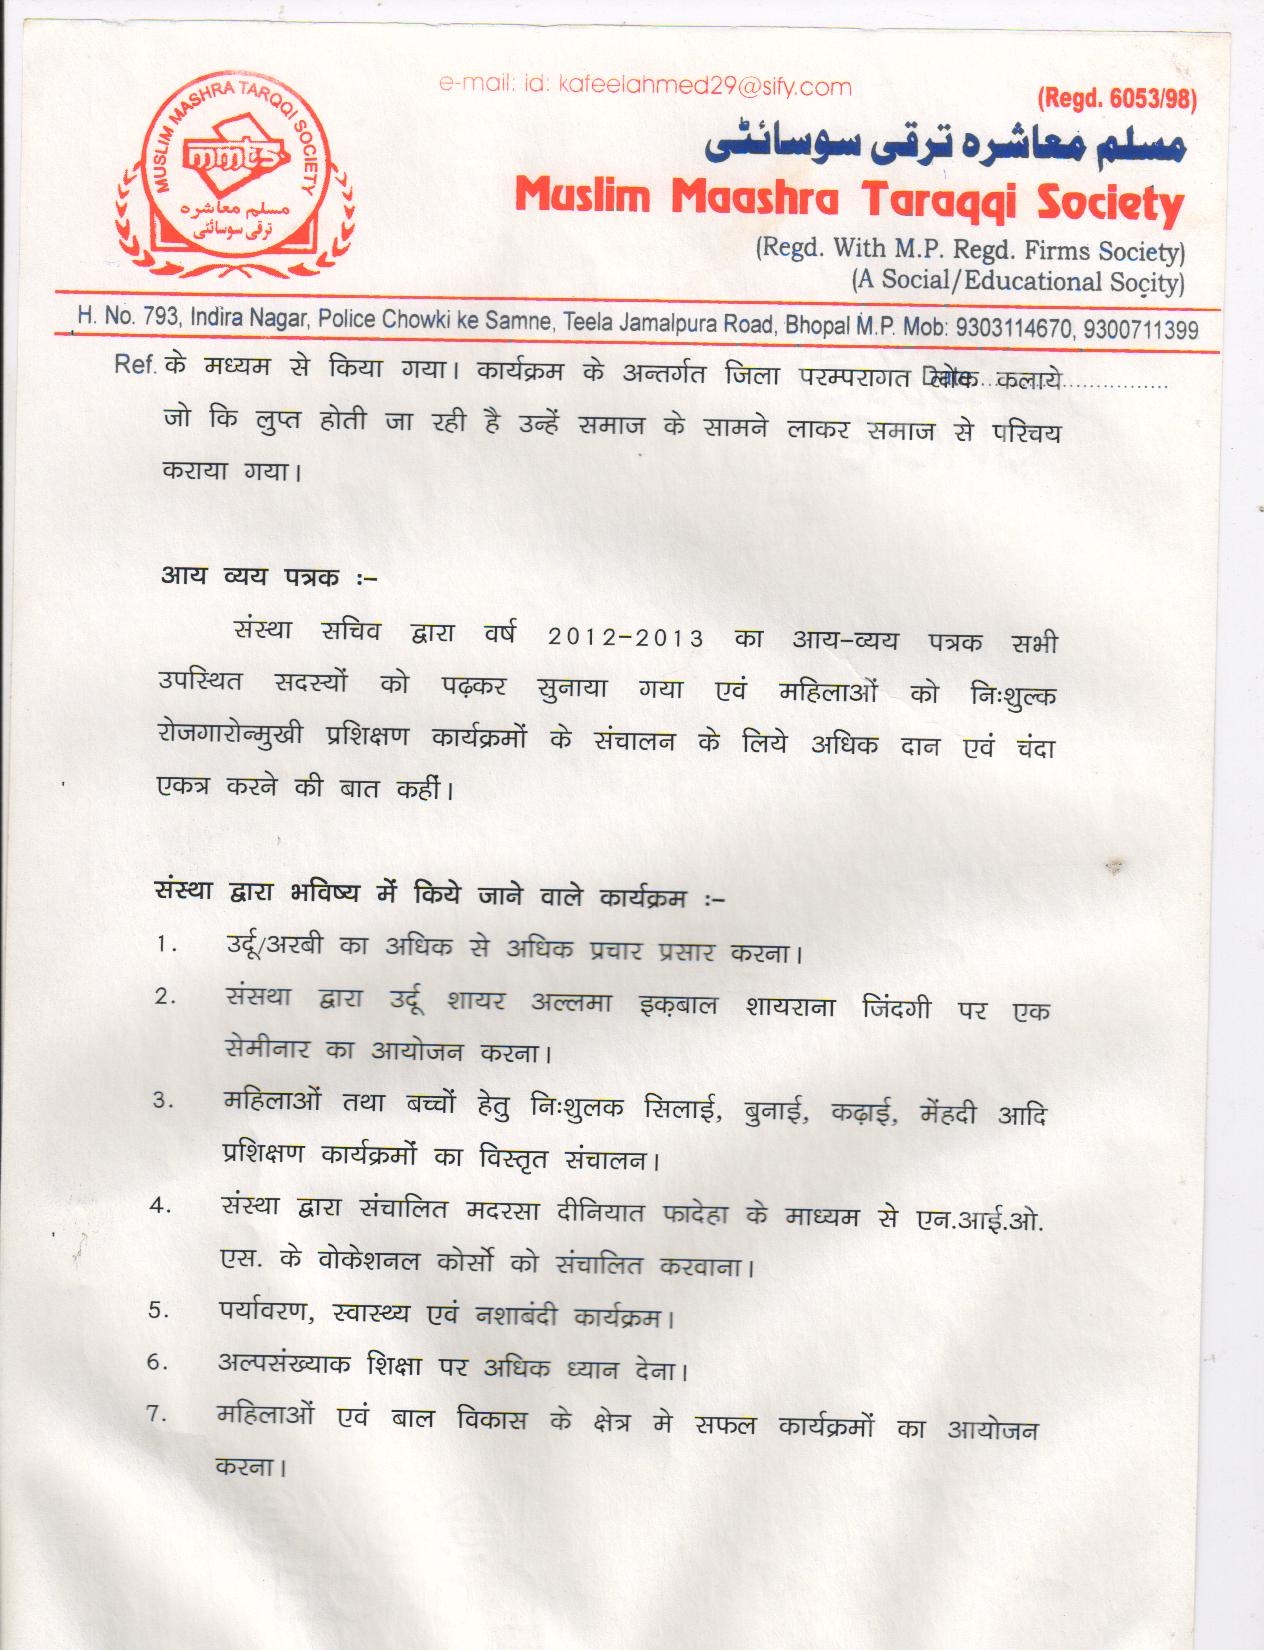 e-mail: id: kafeelahmed29@sify.com
(Regd. 6053/98)
MUSLIM MASHRA TARQQI SOCIETY
mmts
مسلم معاشرہ
ترقی سوسائٹی
مسلم معاشرہ ترقی سوسائٹی
Muslim Maashra Taraqqi Society
(Regd. With M.P. Regd. Firms Society)
(A Social/Educational Socity)
H. No. 793, Indira Nagar, Police Chowki ke Samne, Teela Jamalpura Road, Bhopal M.P. Mob: 9303114670, 9300711399
Ref. के मध्यम से किया गया। कार्यक्रम के अन्तर्गत जिला परम्परागत लोक कलाये
Date..............................
जो कि लुप्त होती जा रही है उन्हें समाज के सामने लाकर समाज से परिचय
कराया गया।
आय व्यय पत्रक :–
संस्था सचिव द्वारा वर्ष 2012–2013 का आय–व्यय पत्रक सभी
उपस्थित सदस्यों को पढ़कर सुनाया गया एवं महिलाओं को निःशुल्क
रोजगारोन्मुखी प्रशिक्षण कार्यक्रमों के संचालन के लिये अधिक दान एवं चंदा
एकत्र करने की बात कहीं।
संस्था द्वारा भविष्य में किये जाने वाले कार्यक्रम :–
1. उर्दू/अरबी का अधिक से अधिक प्रचार प्रसार करना।
2. संसथा द्वारा उर्दू शायर अल्लमा इक़बाल शायराना जिंदगी पर एक
सेमीनार का आयोजन करना।
3. महिलाओं तथा बच्चों हेतु निःशुलक सिलाई, बुनाई, कढ़ाई, मेंहदी आदि
प्रशिक्षण कार्यक्रमों का विस्तृत संचालन।
4. संस्था द्वारा संचालित मदरसा दीनियात फादेहा के माध्यम से एन.आई.ओ.
एस. के वोकेशनल कोर्सो को संचालित करवाना।
5. पर्यावरण, स्वास्थ्य एवं नशाबंदी कार्यक्रम।
6. अल्पसंख्याक शिक्षा पर अधिक ध्यान देना।
7. महिलाओं एवं बाल विकास के क्षेत्र मे सफल कार्यक्रमों का आयोजन
करना।